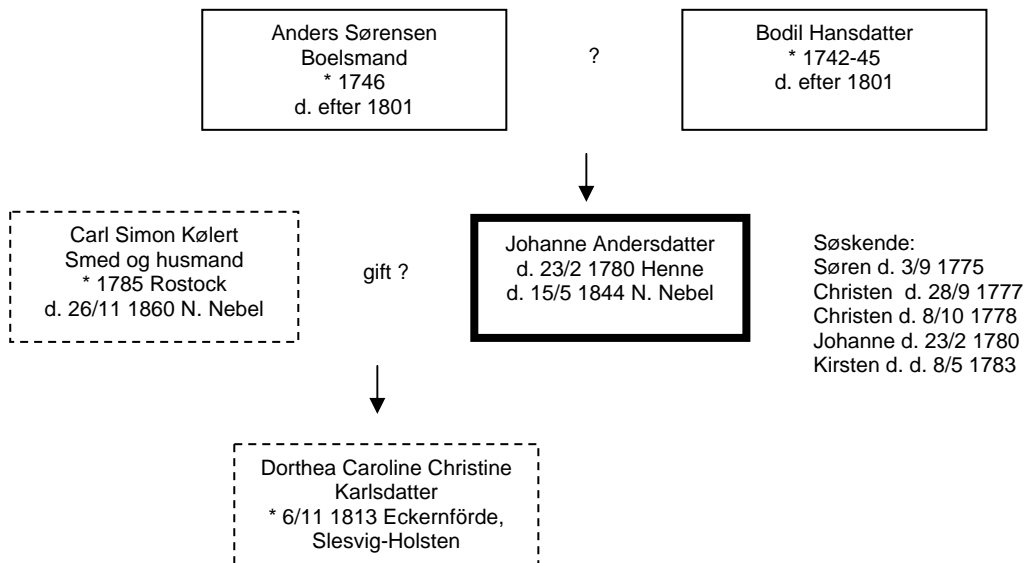 Anders Sørensen
Boelsmand
* 1746
d. efter 1801
?
Bodil Hansdatter
* 1742-45
d. efter 1801
Carl Simon Kølert
Smed og husmand
* 1785 Rostock
d. 26/11 1860 N. Nebel
gift ?
Johanne Andersdatter
d. 23/2 1780 Henne
d. 15/5 1844 N. Nebel
Søskende:
Søren d. 3/9 1775
Christen d. 28/9 1777
Christen d. 8/10 1778
Johanne d. 23/2 1780
Kirsten d. d. 8/5 1783
Dorthea Caroline Christine
Karlsdatter
* 6/11 1813 Eckernförde,
Slesvig-Holsten